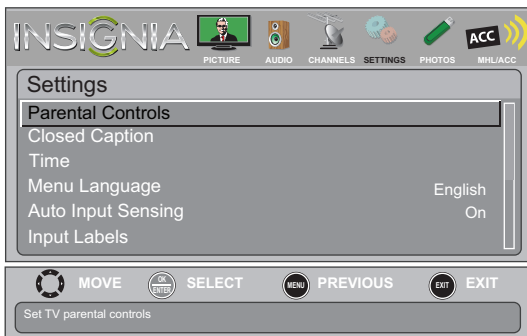 INSIGNIA
PICTURE AUDIO CHANNELS SETTINGS PHOTOS MHL/ACC
ACC
Settings
Parental Controls
Closed Caption
Time
Menu Language English
Auto Input Sensing On
Input Labels
MOVE OK ENTER SELECT MENU PREVIOUS EXIT EXIT
Set TV parental controls